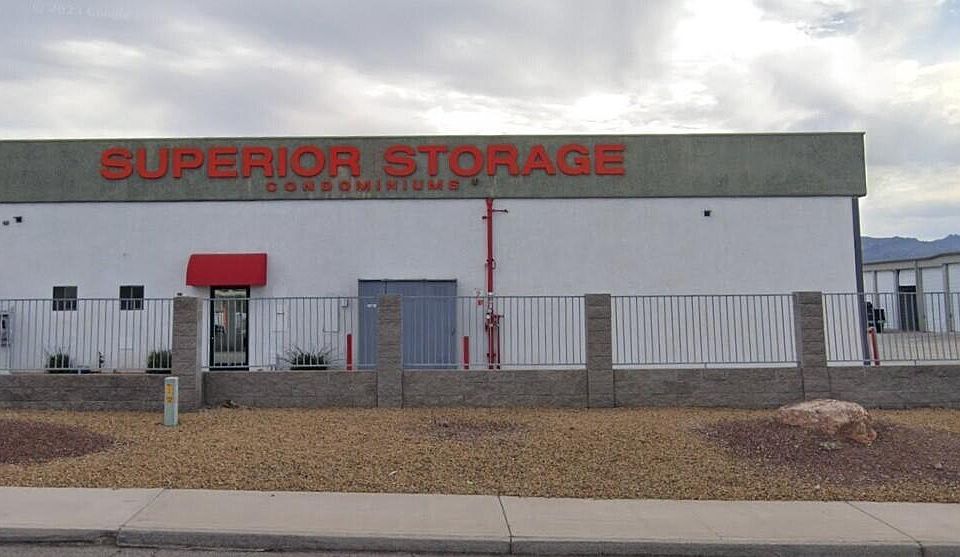 SUPERIOR STORAGE
CONDOMINIUMS